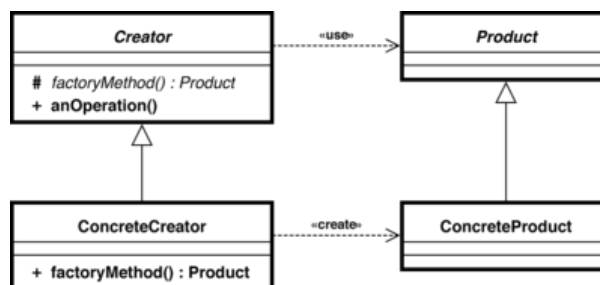 Creator
«use»
Product
# factoryMethod() : Product
+ anOperation()
ConcreteCreator
«create»
ConcreteProduct
+ factoryMethod() : Product